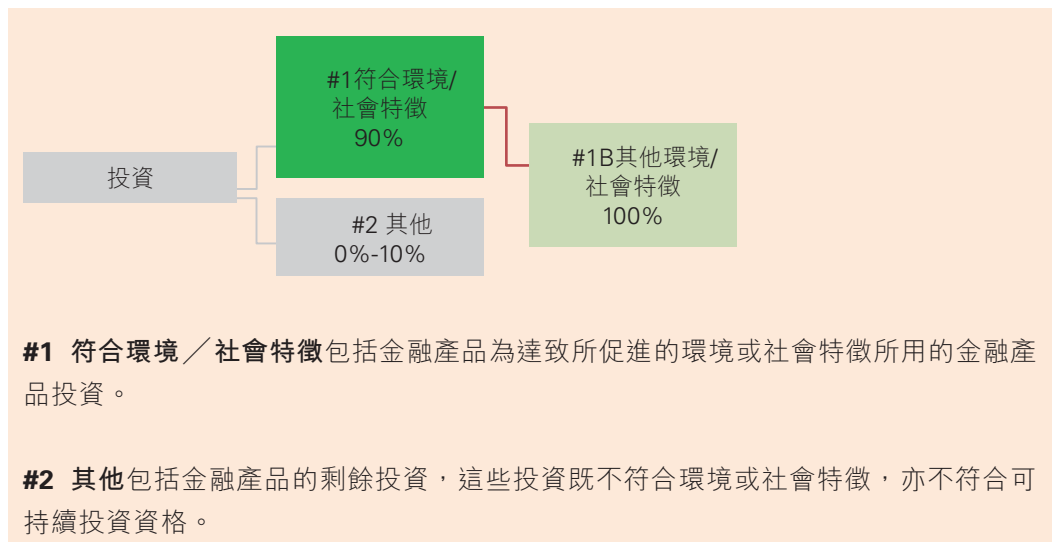 #1符合環境/
社會特徵
90%
#1B其他環境/
社會特徵
100%
投資
#2 其他
0%-10%
#1 符合環境／社會特徵包括金融產品為達致所促進的環境或社會特徵所用的金融產
品投資。
#2 其他包括金融產品的剩餘投資，這些投資既不符合環境或社會特徵，亦不符合可
持續投資資格。